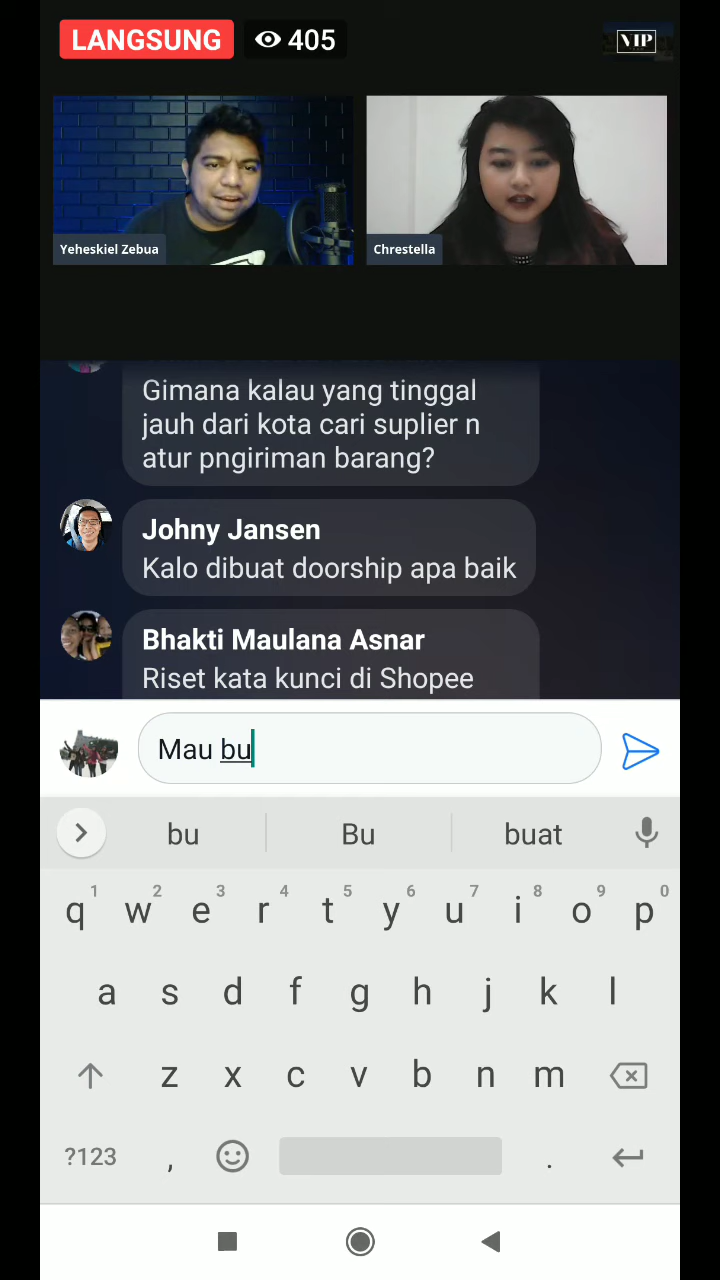 LANGSUNG 405
VIP
Yeheskiel Zebua
Chrestella
Gimana kalau yang tinggal
jauh dari kota cari suplier n
atur pngiriman barang?
Johny Jansen
Kalo dibuat doorship apa baik
Bhakti Maulana Asnar
Riset kata kunci di Shopee
Mau bu
bu Bu buat
1 2 3 4 5 6 7 8 9 0
q w e r t y u i o p
a s d f g h j k l
z x c v b n m
?123 , .